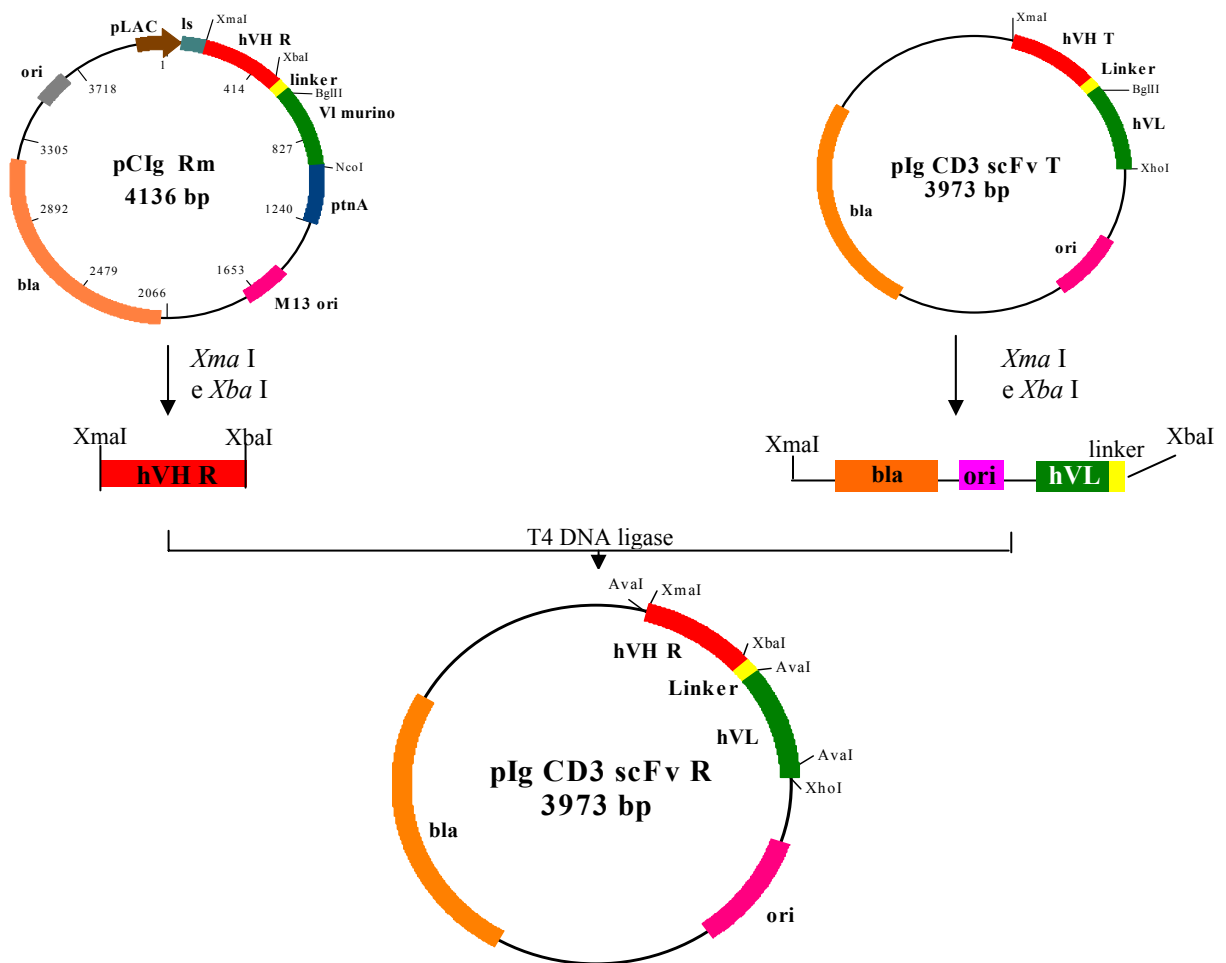 pLAC
ls
XmaI
hVH R
XbaI
linker
BglII
Vl murino
NcoI
ptnA
M13 ori
bla
ori
1
414
827
1240
1653
2066
2479
2892
3305
3718
pCIg Rm
4136 bp
XmaI
hVH T
Linker
BglII
hVL
XhoI
ori
bla
pIg CD3 scFv T
3973 bp
Xma I
e Xba I
Xma I
e Xba I
XmaI
XbaI
hVH R
XmaI
bla
ori
hVL
linker
XbaI
T4 DNA ligase
AvaI
XmaI
hVH R
XbaI
AvaI
Linker
hVL
AvaI
XhoI
pIg CD3 scFv R
3973 bp
bla
ori